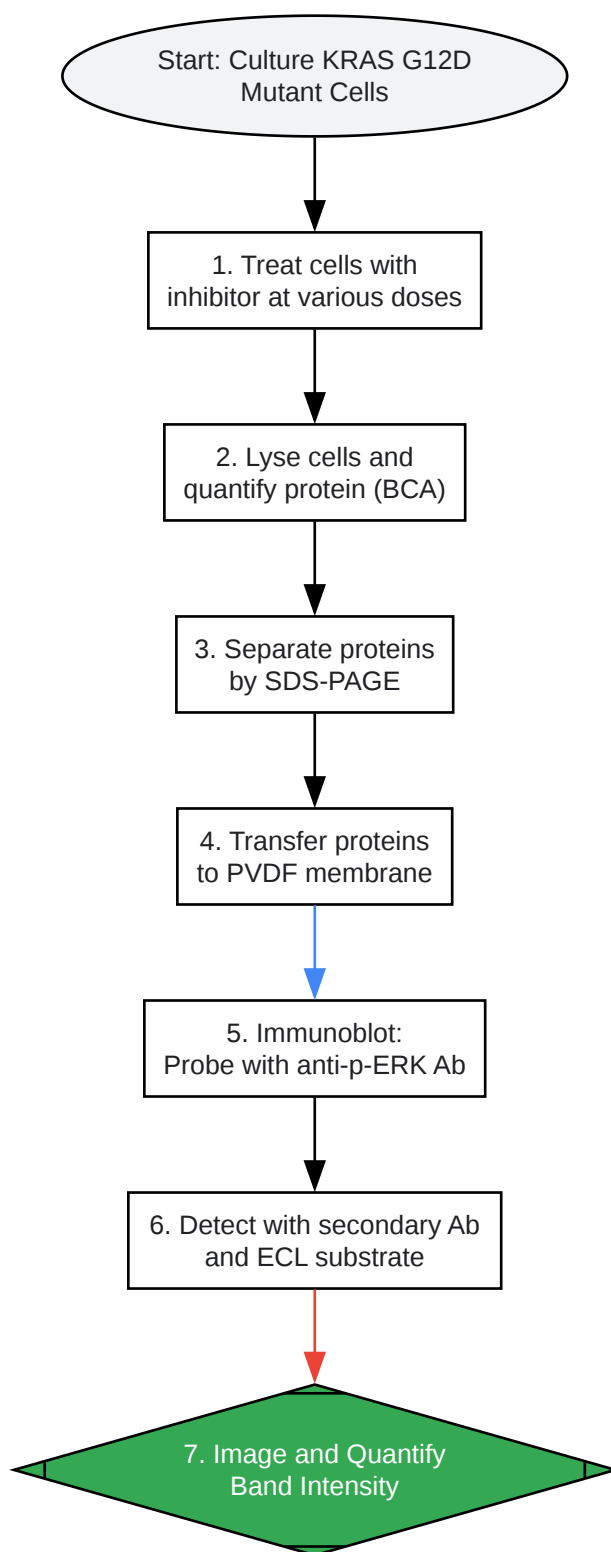 Start: Culture KRAS G12D
Mutant Cells
1. Treat cells with
inhibitor at various doses
2. Lyse cells and
quantify protein (BCA)
3. Separate proteins
by SDS-PAGE
4. Transfer proteins
to PVDF membrane
5. Immunoblot:
Probe with anti-p-ERK Ab
6. Detect with secondary Ab
and ECL substrate
7. Image and Quantify
Band Intensity